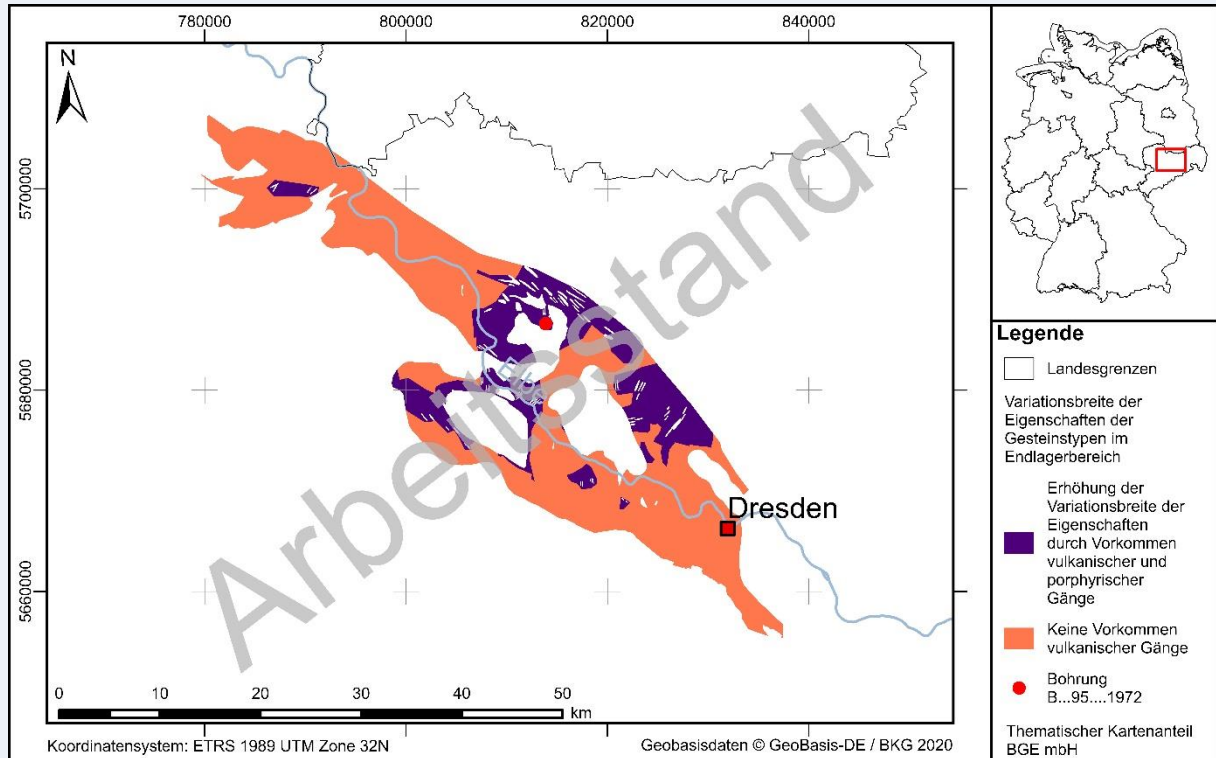 780000
800000
820000
840000
N
5700000
5680000
5660000
Elbe
Dresden
Arbeitsstand
0
10
20
30
40
50
km
Koordinatensystem: ETRS 1989 UTM Zone 32N
Geobasisdaten © GeoBasis-DE / BKG 2020
Legende
Landesgrenzen
Variationsbreite der
Eigenschaften der
Gesteinstypen im
Endlagerbereich
Erhöhung der
Variationsbreite der
Eigenschaften
durch Vorkommen
vulkanischer und
porphyrischer
Gänge
Keine Vorkommen
vulkanischer Gänge
Bohrung
B...95....1972
Thematischer Kartenanteil
BGE mbH